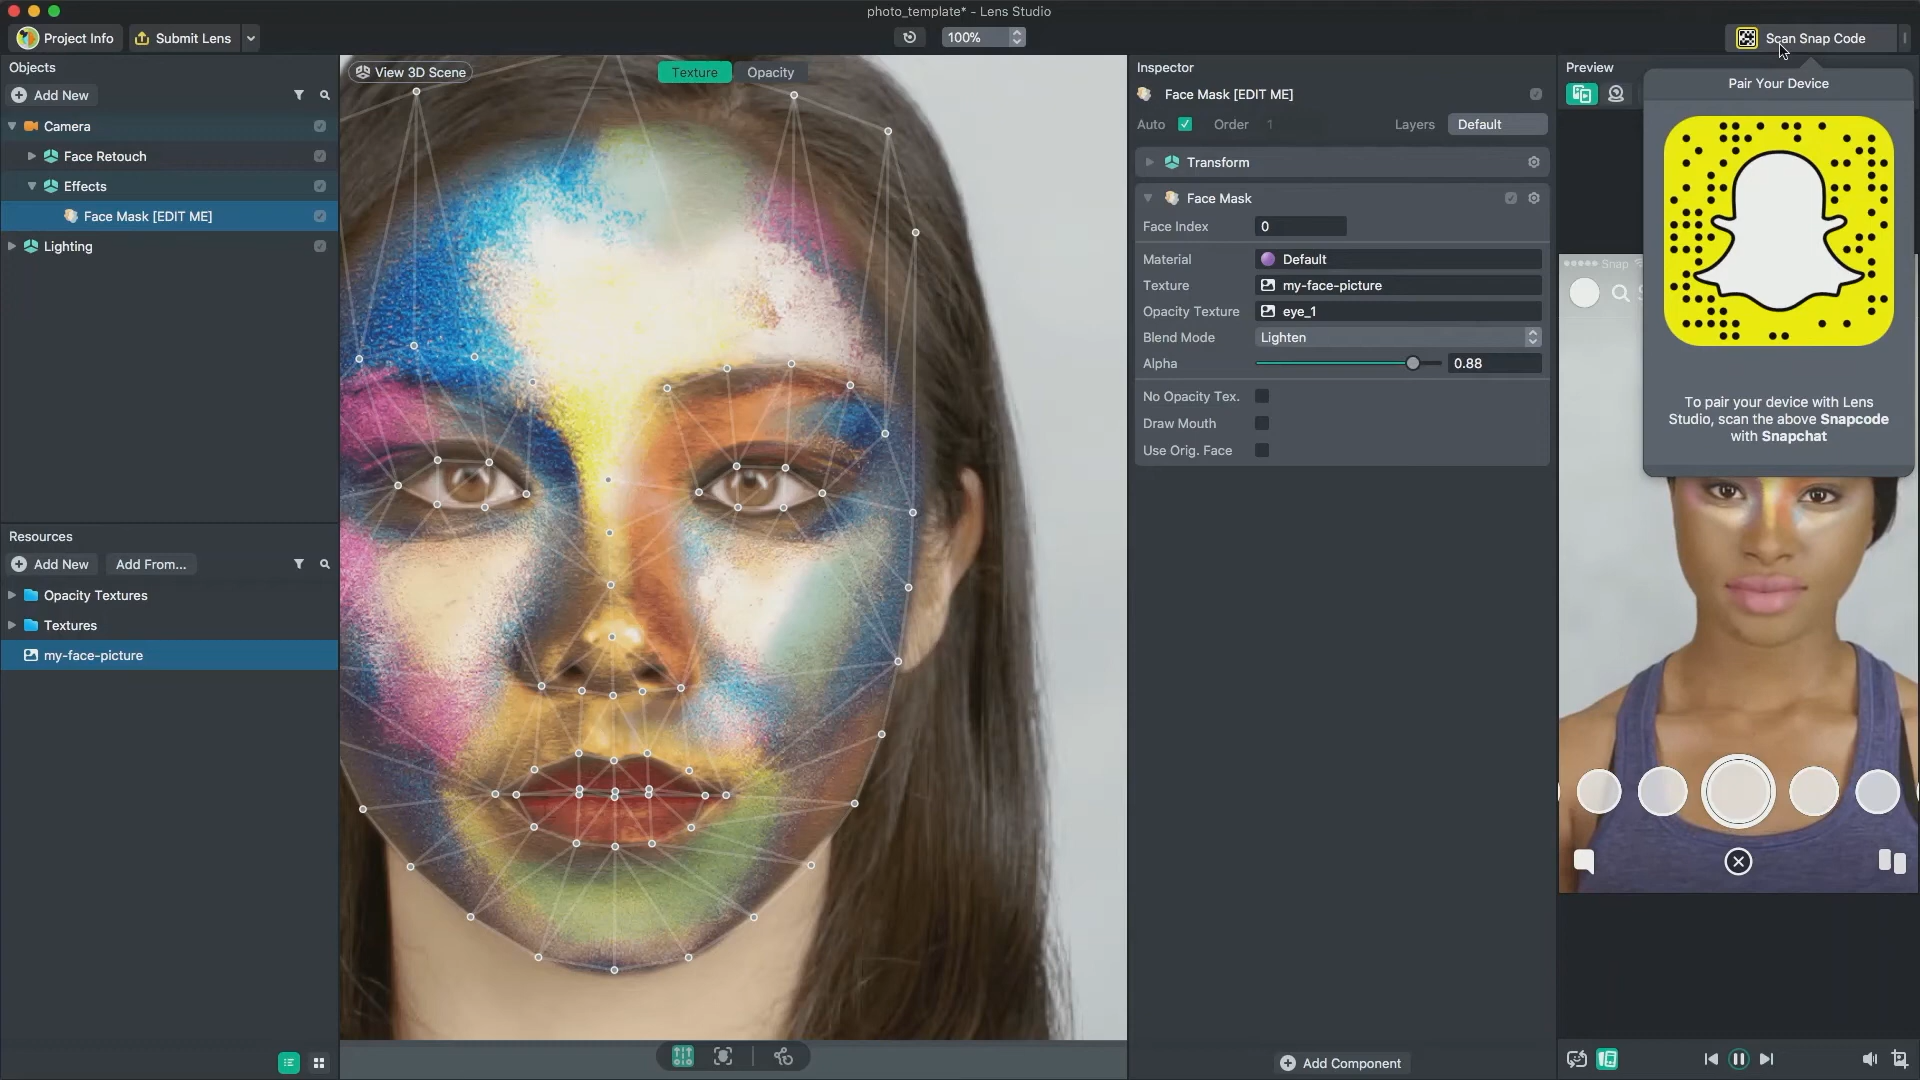 photo_template* - Lens Studio
Project Info
Submit Lens
100%
Scan Snap Code
Objects
Add New
Camera
Face Retouch
Effects
Face Mask [EDIT ME]
Lighting
Resources
Add New
Add From...
Opacity Textures
Textures
my-face-picture
View 3D Scene
Texture
Opacity
Inspector
Face Mask [EDIT ME]
Auto
Order
1
Layers
Default
Transform
Face Mask
Face Index
0
Material
Default
Texture
my-face-picture
Opacity Texture
eye_1
Blend Mode
Lighten
Alpha
0.88
No Opacity Tex.
Draw Mouth
Use Orig. Face
Add Component
Preview
Pair Your Device
To pair your device with Lens
Studio, scan the above Snapcode
with Snapchat
Snap